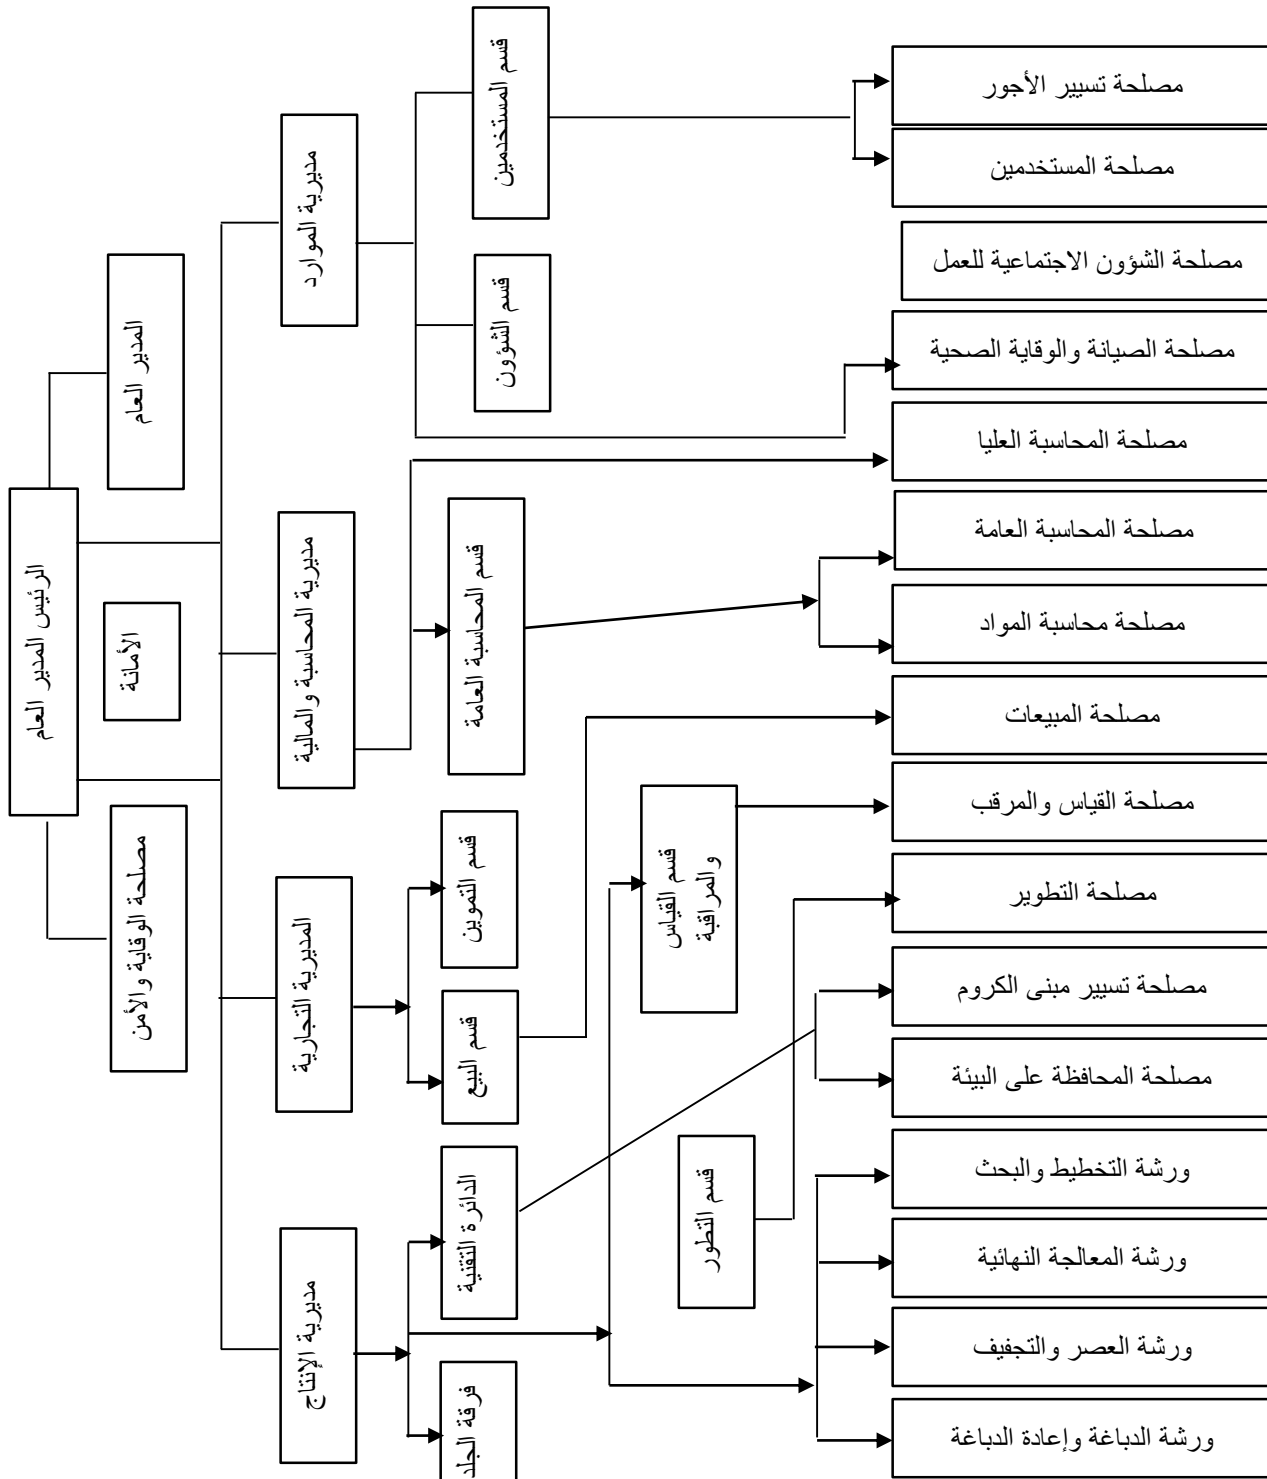 الرئيس المدير العام
المدير العام
الأمانة
مصلحة الوقاية والأمن
مديرية الموارد
مديرية المحاسبة والمالية
المديرية التجارية
مديرية الإنتاج
قسم المستخدمين
قسم الشؤون
قسم المحاسبة العامة
قسم التموين
قسم البيع
الدائرة التقنية
فرقة الجلد
قسم القياس
والمراقبة
قسم التطور
مصلحة تسيير الأجور
مصلحة المستخدمين
مصلحة الشؤون الاجتماعية للعمل
مصلحة الصيانة والوقاية الصحية
مصلحة المحاسبة العليا
مصلحة المحاسبة العامة
مصلحة محاسبة المواد
مصلحة المبيعات
مصلحة القياس والمرقب
مصلحة التطوير
مصلحة تسيير مبنى الكروم
مصلحة المحافظة على البيئة
ورشة التخطيط والبحث
ورشة المعالجة النهائية
ورشة العصر والتجفيف
ورشة الدباغة وإعادة الدباغة